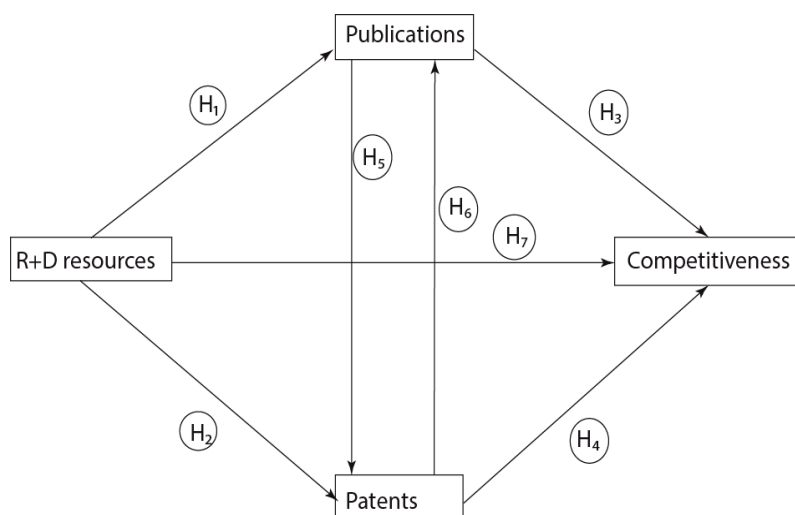 Publications
H₁
H₃
H₅
H₆
R+D resources
H₇
Competitiveness
H₂
H₄
Patents